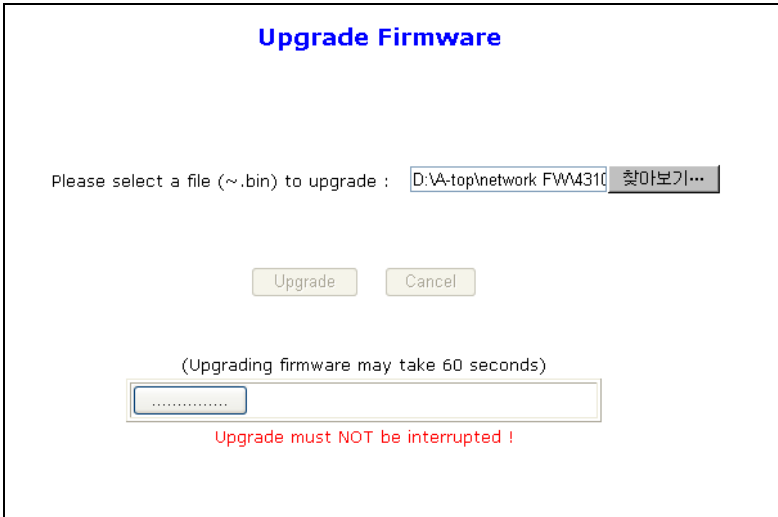 Upgrade Firmware
Please select a file (~.bin) to upgrade : D:\A-top\network FW\4310 찾아보기...
Upgrade Cancel
(Upgrading firmware may take 60 seconds)
...............
Upgrade must NOT be interrupted !